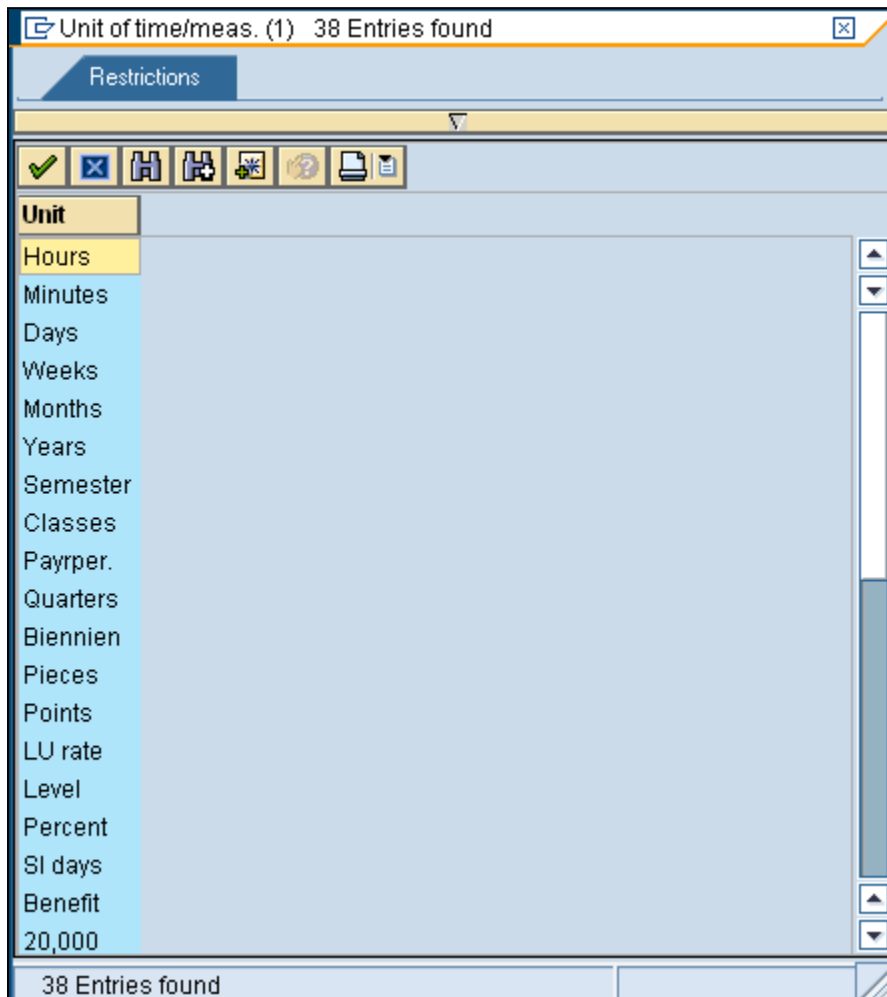 Unit of time/meas. (1) 38 Entries found
Restrictions
Unit
Hours
Minutes
Days
Weeks
Months
Years
Semester
Classes
Payrper.
Quarters
Biennien
Pieces
Points
LU rate
Level
Percent
SI days
Benefit
20,000
38 Entries found